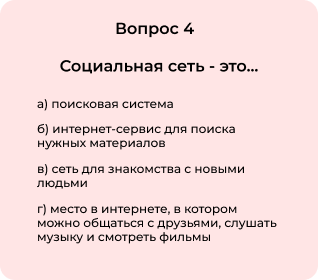 Вопрос 4
Социальная сеть - это...
а) поисковая система
б) интернет-сервис для поиска
нужных материалов
в) сеть для знакомства с новыми
людьми
г) место в интернете, в котором
можно общаться с друзьями, слушать
музыку и смотреть фильмы